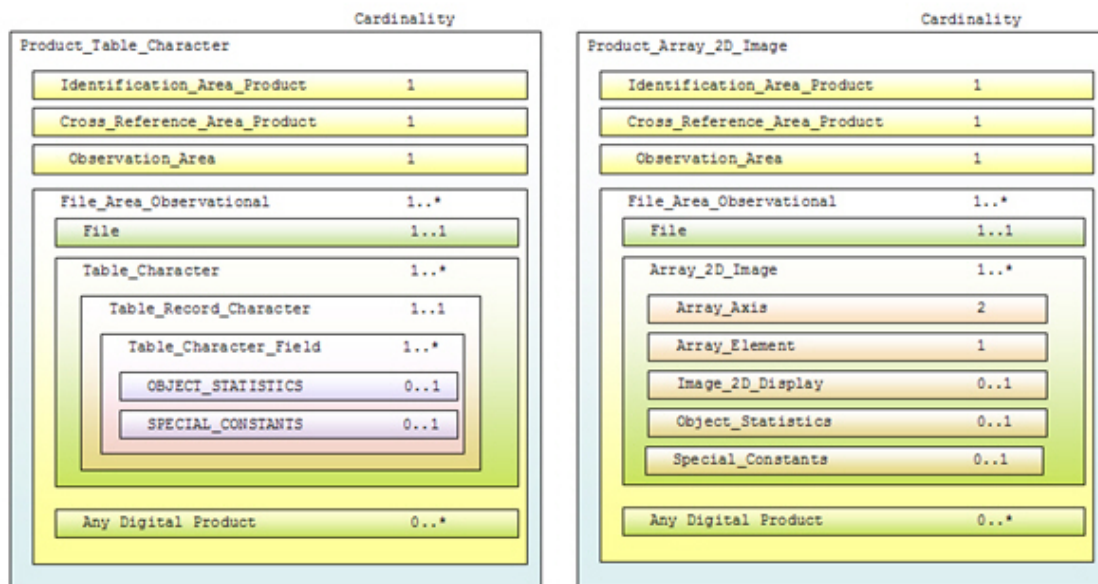 Cardinality
Product_Table_Character
Identification_Area_Product 1
Cross_Reference_Area_Product 1
Observation_Area 1
File_Area_Observational 1..*
File 1..1
Table_Character 1..*
Table_Record_Character 1..1
Table_Character_Field 1..*
OBJECT_STATISTICS 0..1
SPECIAL_CONSTANTS 0..1
Any Digital Product 0..*
Cardinality
Product_Array_2D_Image
Identification_Area_Product 1
Cross_Reference_Area_Product 1
Observation_Area 1
File_Area_Observational 1..*
File 1..1
Array_2D_Image 1..*
Array_Axis 2
Array_Element 1
Image_2D_Display 0..1
Object_Statistics 0..1
Special_Constants 0..1
Any Digital Product 0..*